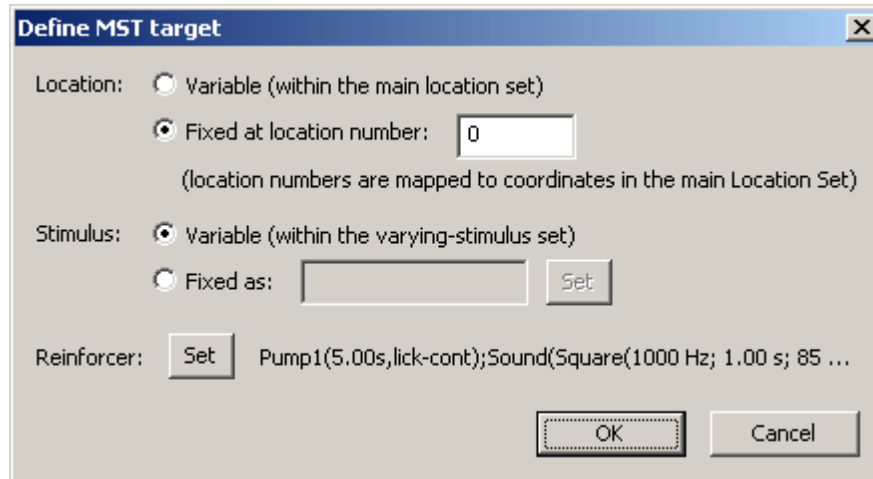 Define MST target
Location: Variable (within the main location set)
Fixed at location number: 0
(location numbers are mapped to coordinates in the main Location Set)
Stimulus: Variable (within the varying-stimulus set)
Fixed as: Set
Reinforcer: Set Pump1(5.00s,lick-cont);Sound(Square(1000 Hz; 1.00 s; 85 ...
OK Cancel